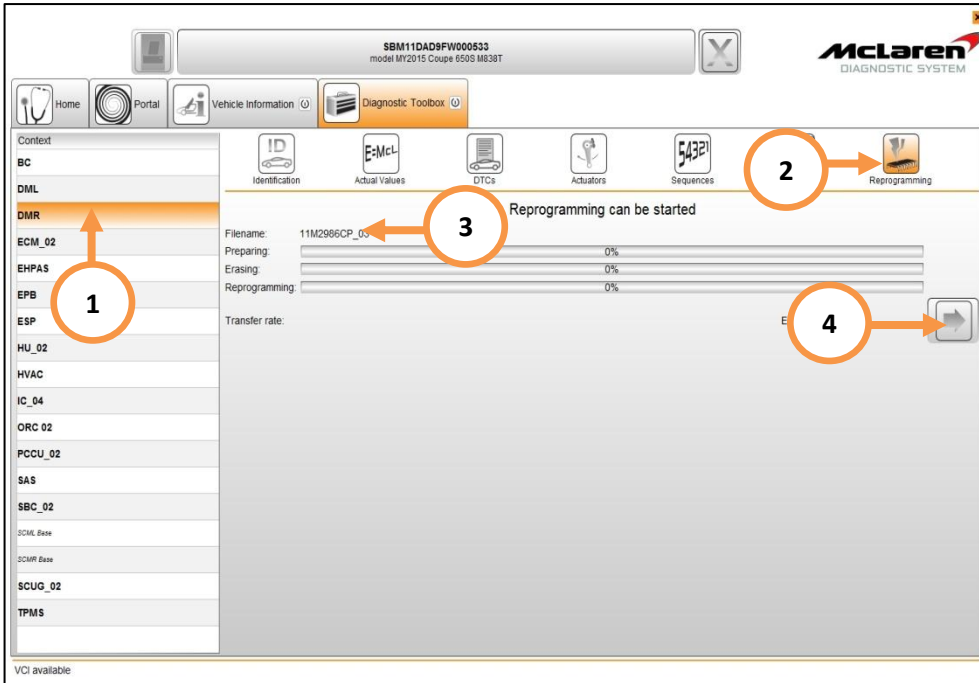 SBM11DAD9FW000533
model MY2015 Coupe 650S M838T
McLaren
DIAGNOSTIC SYSTEM
Home
Portal
Vehicle Information
Diagnostic Toolbox
Context
BC
DML
DMR
ECM_02
EHPAS
EPB
ESP
HU_02
HVAC
IC_04
ORC 02
PCCU_02
SAS
SBC_02
SCML Base
SCMR Base
SCUG_02
TPMS
ID
Identification
E=McL
Actual Values
DTCs
Actuators
54321
Sequences
Reprogramming
Reprogramming can be started
Filename: 11M2986CP_03
Preparing: 0%
Erasing: 0%
Reprogramming: 0%
Transfer rate:
1
2
3
4
VCI available